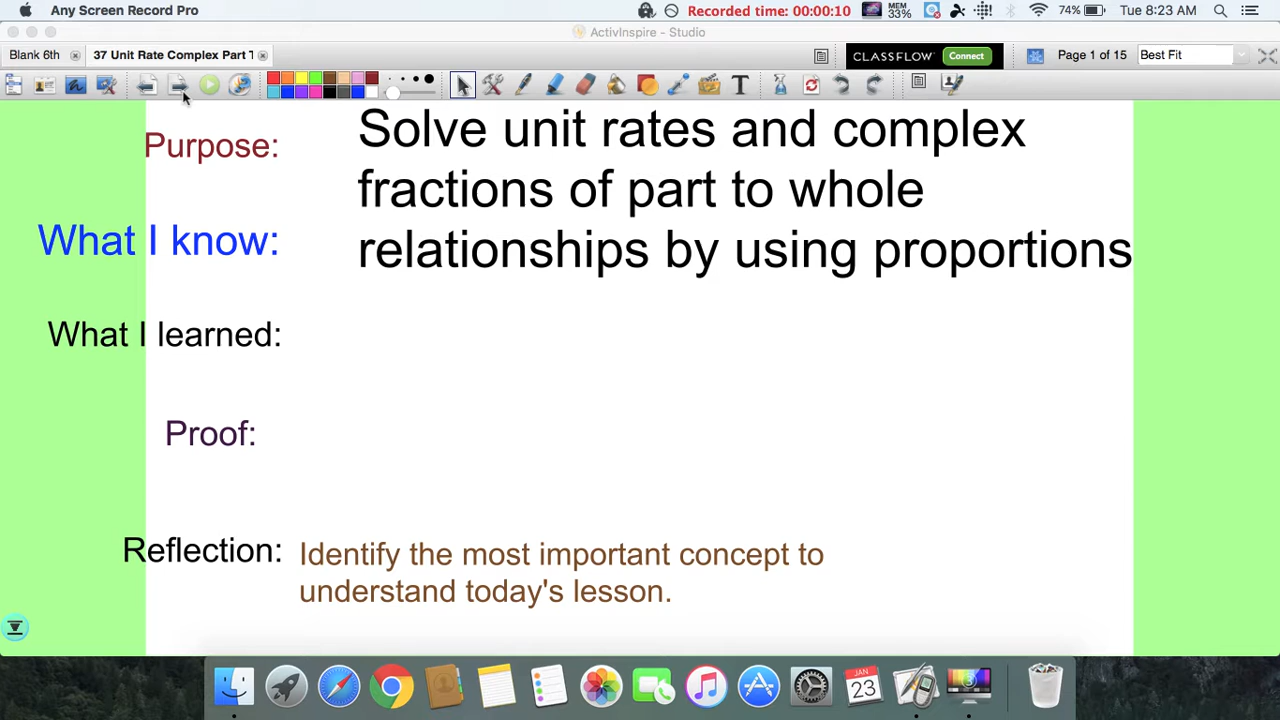 Any Screen Record Pro
Recorded time: 00:00:10
MEM
33%
74%
Tue 8:23 AM
ActivInspire - Studio
Blank 6th
37 Unit Rate Complex Part T
CLASSFLOW
Connect
Page 1 of 15
Best Fit
T
Purpose:
Solve unit rates and complex
fractions of part to whole
relationships by using proportions
What I know:
What I learned:
Proof:
Reflection:
Identify the most important concept to
understand today's lesson.
JAN
23